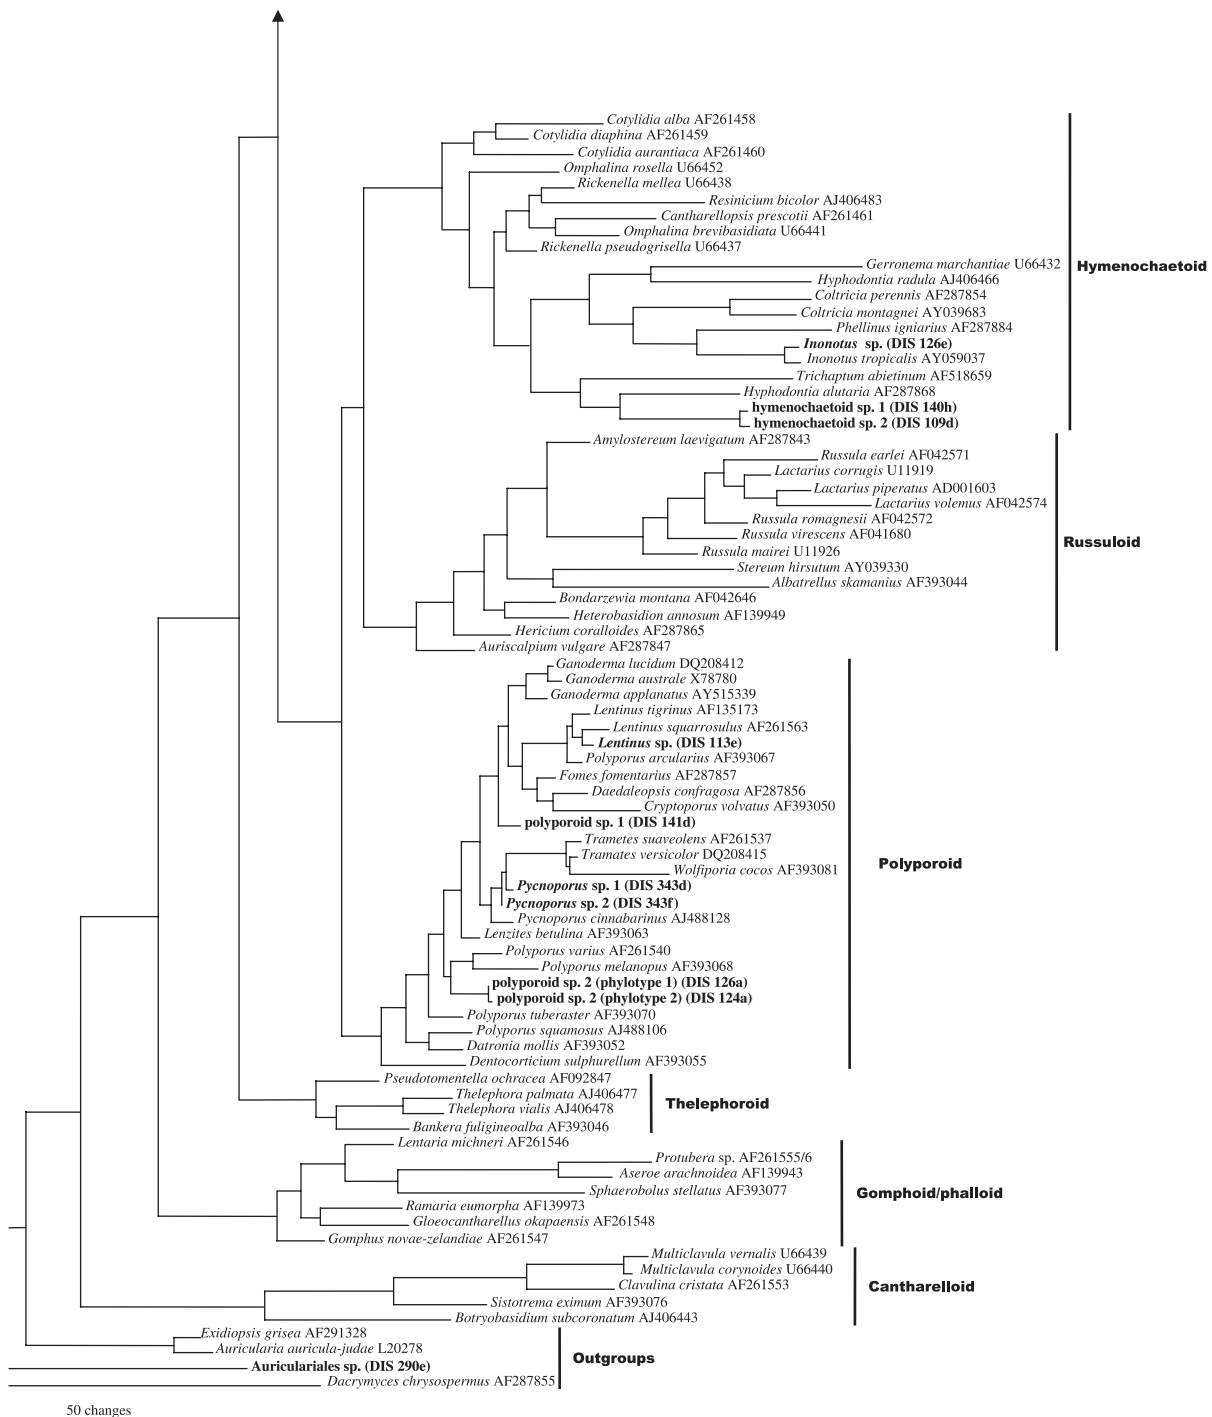 Cotylidia alba AF261458
Cotylidia diaphina AF261459
Cotylidia aurantiaca AF261460
Omphalina rosella U66452
Rickenella mellea U66438
Resinicium bicolor AJ406483
Cantharellopsis prescotii AF261461
Omphalina brevibasidiata U66441
Rickenella pseudogrisella U66437
Gerronema marchantiae U66432
Hymenochaetoid
Hyphodontia radula AJ406466
Coltricia perennis AF287854
Coltricia montagnei AY039683
Phellinus igniarius AF287884
Inonotus sp. (DIS 126e)
Inonotus tropicalis AY059037
Trichaptum abietinum AF518659
Hyphodontia alutaria AF287868
hymenochaetoid sp. 1 (DIS 140h)
hymenochaetoid sp. 2 (DIS 109d)
Amylostereum laevigatum AF287843
Russula earlei AF042571
Lactarius corrugis U11919
Lactarius piperatus AD001603
Lactarius volemus AF042574
Russula romagnesii AF042572
Russula virescens AF041680
Russuloid
Russula mairei U11926
Stereum hirsutum AY039330
Albatrellus skamanius AF393044
Bondarzewia montana AF042646
Heterobasidion annosum AF139949
Hericium coralloides AF287865
Auriscalpium vulgare AF287847
Ganoderma lucidum DQ208412
Ganoderma australe X78780
Ganoderma applanatus AY515339
Lentinus tigrinus AF135173
Lentinus squarrosulus AF261563
Lentinus sp. (DIS 113e)
Polyporus arcularius AF393067
Fomes fomentarius AF287857
Daedaleopsis confragosa AF287856
Cryptoporus volvatus AF393050
polyporoid sp. 1 (DIS 141d)
Trametes suaveolens AF261537
Tramates versicolor DQ208415
Polyporoid
Wolfiporia cocos AF393081
Pycnoporus sp. 1 (DIS 343d)
Pycnoporus sp. 2 (DIS 343f)
Pycnoporus cinnabarinus AJ488128
Lenzites betulina AF393063
Polyporus varius AF261540
Polyporus melanopus AF393068
polyporoid sp. 2 (phylotype 1) (DIS 126a)
polyporoid sp. 2 (phylotype 2) (DIS 124a)
Polyporus tuberaster AF393070
Polyporus squamosus AJ488106
Datronia mollis AF393052
Dentocorticium sulphurellum AF393055
Pseudotomentella ochracea AF092847
Thelephora palmata AJ406477
Thelephoroid
Thelephora vialis AJ406478
Bankera fuligineoalba AF393046
Lentaria michneri AF261546
Protubera sp. AF261555/6
Aseroe arachnoidea AF139943
Sphaerobolus stellatus AF393077
Gomphoid/phalloid
Ramaria eumorpha AF139973
Gloeocantharellus okapaensis AF261548
Gomphus novae-zelandiae AF261547
Multiclavula vernalis U66439
Multiclavula corynoides U66440
Clavulina cristata AF261553
Cantharelloid
Sistotrema eximum AF393076
Botryobasidium subcoronatum AJ406443
Exidiopsis grisea AF291328
Auricularia auricula-judae L20278
Outgroups
Auriculariales sp. (DIS 290e)
Dacrymyces chrysospermus AF287855
50 changes